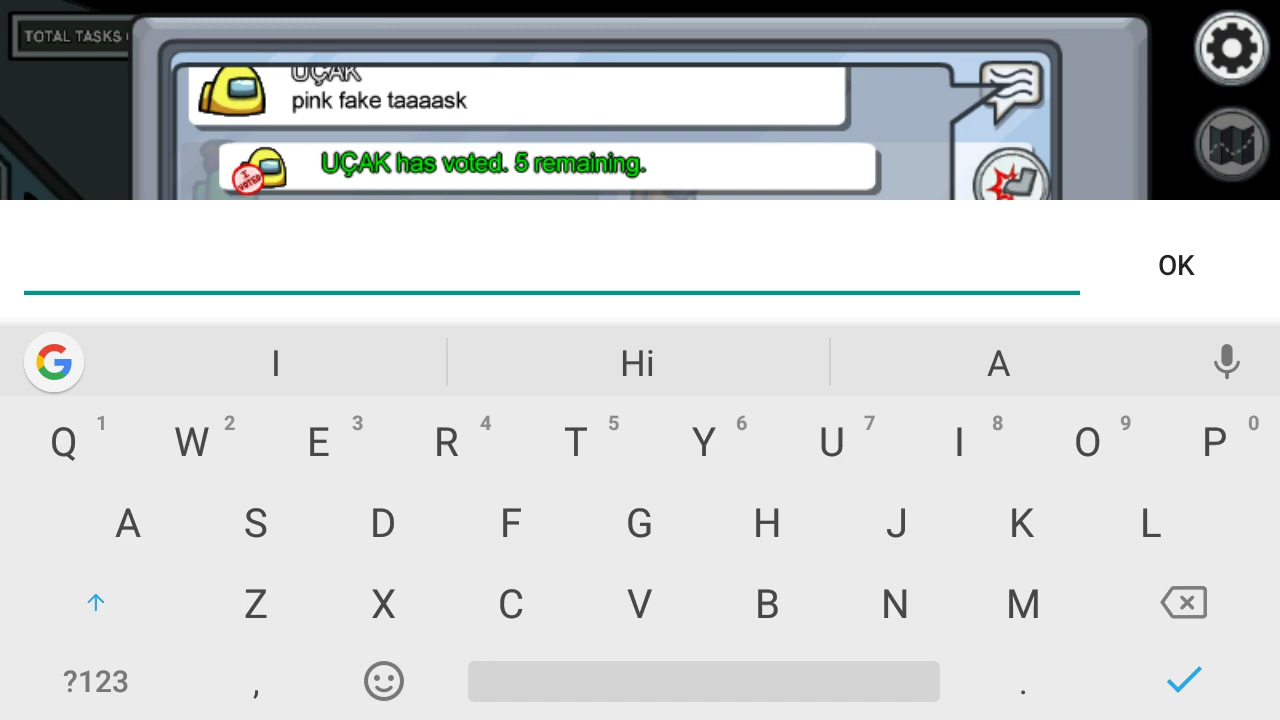 TOTAL TASKS
UÇAK
pink fake taaaask
UÇAK has voted. 5 remaining.
I VOTED
OK
I Hi A
Q 1 W 2 E 3 R 4 T 5 Y 6 U 7 I 8 O 9 P 0
A S D F G H J K L
Z X C V B N M
?123 , .